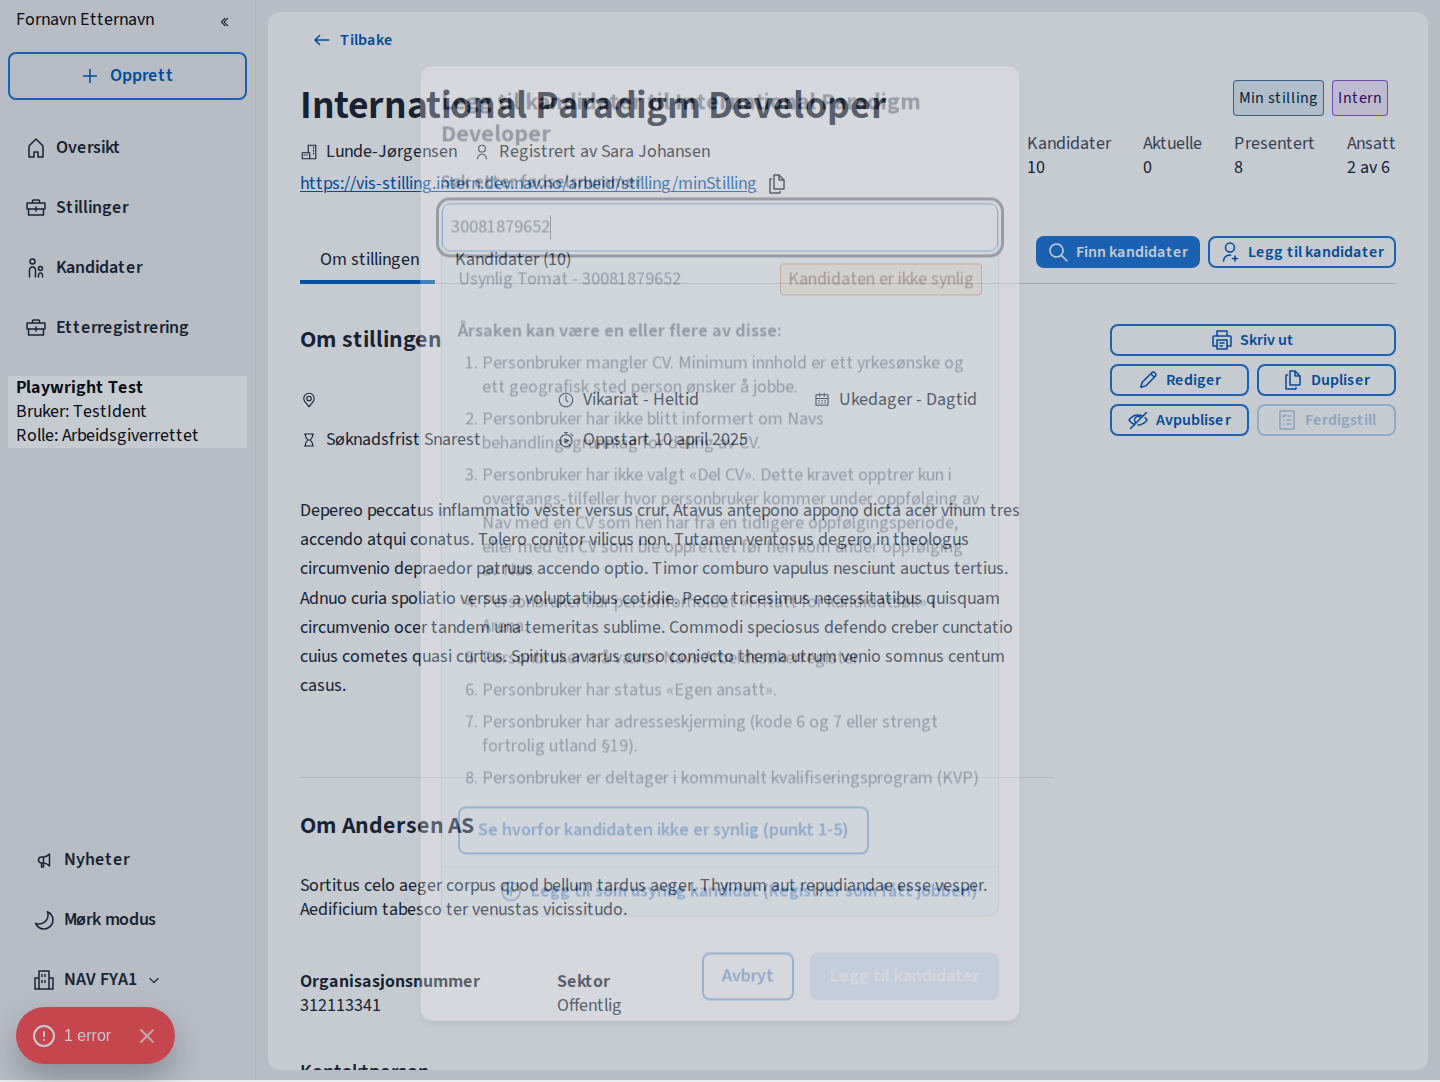 Fornavn Etternavn
Opprett
Oversikt
Stillinger
Kandidater
Etterregistrering
Playwright Test
Bruker: TestIdent
Rolle: Arbeidsgiverrettet
Nyheter
Mørk modus
NAV FYA1
1 error
Tilbake
International Paradigm Developer
Min stilling
Intern
Lunde-Jørgensen
Registrert av Sara Johansen
https://vis-stilling.intern.dev.nav.no/arbeid/stilling/minStilling
Kandidater
10
Aktuelle
0
Presentert
8
Ansatt
2 av 6
Om stillingen
Kandidater (10)
Finn kandidater
Legg til kandidater
Om stillingen
Vikariat - Heltid
Ukedager - Dagtid
Søknadsfrist Snarest
Oppstart 10 april 2025
Skriv ut
Rediger
Dupliser
Avpubliser
Ferdigstill
Depereo peccatus inflammatio vester versus crur. Atavus antepono appono dicta acer vinum tres
accendo atqui conatus. Tolero conitor vilicus non. Tutamen ventosus degero in theologus
circumvenio depraedor patruus accendo optio. Timor comburo vapulus nesciunt auctus tertius.
Adnuo curia spoliatio versus a voluptatibus cotidie. Pecco tricesimus necessitatibus quisquam
circumvenio ocer tandem una temeritas sublime. Commodi speciosus defendo creber cunctatio
cuius cometes quasi curtus. Spiritus avarus verso coniecto thema utrum venio somnus centum
casus.
Om Andersen AS
Sortitus celo aeger corpus quod bellum tardus aeger. Thymum aut repudiandae esse vesper.
Aedificium tabesco ter venustas vicissitudo.
Organisasjonsnummer
312113341
Sektor
Offentlig
Kontaktperson
Legg til kandidater til International Paradigm
Developer
Søk etter fødselsnummer
30081879652
Usynlig Tomat - 30081879652
Kandidaten er ikke synlig
Årsaken kan være en eller flere av disse:
1. Personbruker mangler CV. Minimum innhold er ett yrkesønske og
ett geografisk sted person ønsker å jobbe.
2. Personbruker har ikke blitt informert om Navs
behandlingsgrunnlag for deling av CV.
3. Personbruker har ikke valgt «Del CV». Dette kravet opptrer kun i
overgangs-tilfeller hvor personbruker kommer under oppfølging av
Nav med en CV som hen har fra en tidligere oppfølgingsperiode,
eller med en CV som ble opprettet før hen kom under oppfølging
av Nav.
4. Personbruker har personforholdet «Fritatt for kandidatsøk» i
Arena.
5. Personbruker må være i Navs Arbeidssøkerregister.
6. Personbruker har status «Egen ansatt».
7. Personbruker har adresseskjerming (kode 6 og 7 eller strengt
fortrolig utland §19).
8. Personbruker er deltager i kommunalt kvalifiseringsprogram (KVP)
Se hvorfor kandidaten ikke er synlig (punkt 1-5)
Legg til som usynlig kandidat (Registrer som fått jobben)
Avbryt
Legg til kandidater